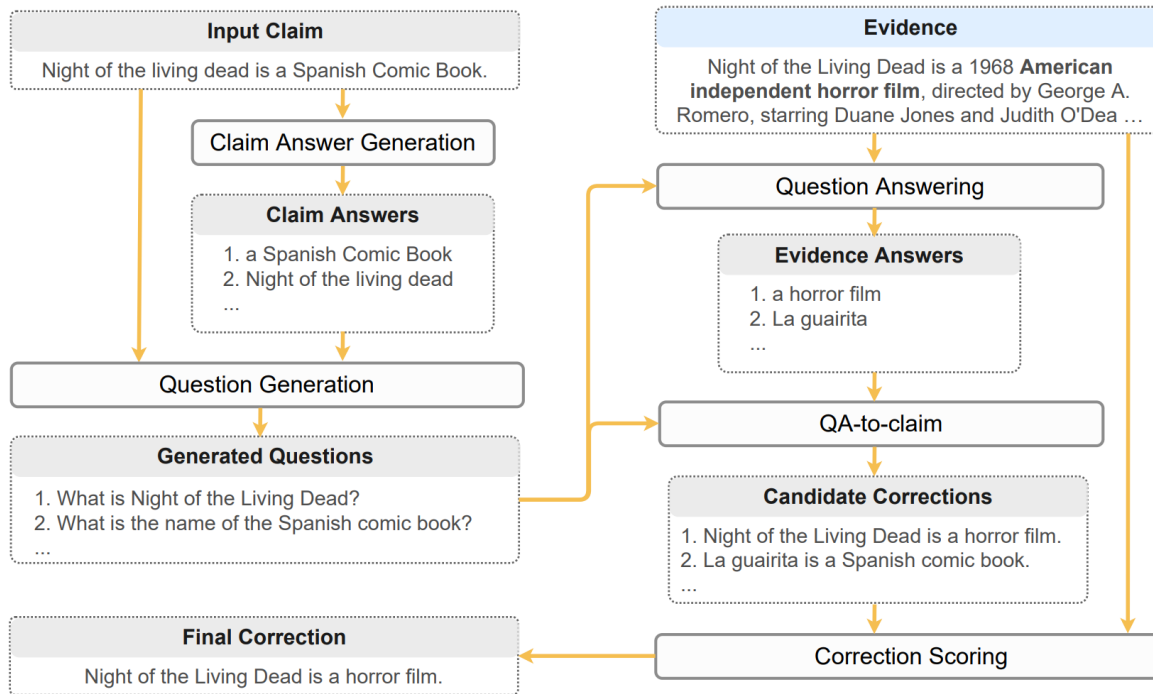 Input Claim
Night of the living dead is a Spanish Comic Book.
Claim Answer Generation
Claim Answers
1. a Spanish Comic Book
2. Night of the living dead
...
Question Generation
Generated Questions
1. What is Night of the Living Dead?
2. What is the name of the Spanish comic book?
...
Evidence
Night of the Living Dead is a 1968 American
independent horror film, directed by George A.
Romero, starring Duane Jones and Judith O'Dea ...
Question Answering
Evidence Answers
1. a horror film
2. La guairita
...
QA-to-claim
Candidate Corrections
1. Night of the Living Dead is a horror film.
2. La guairita is a Spanish comic book.
...
Correction Scoring
Final Correction
Night of the Living Dead is a horror film.